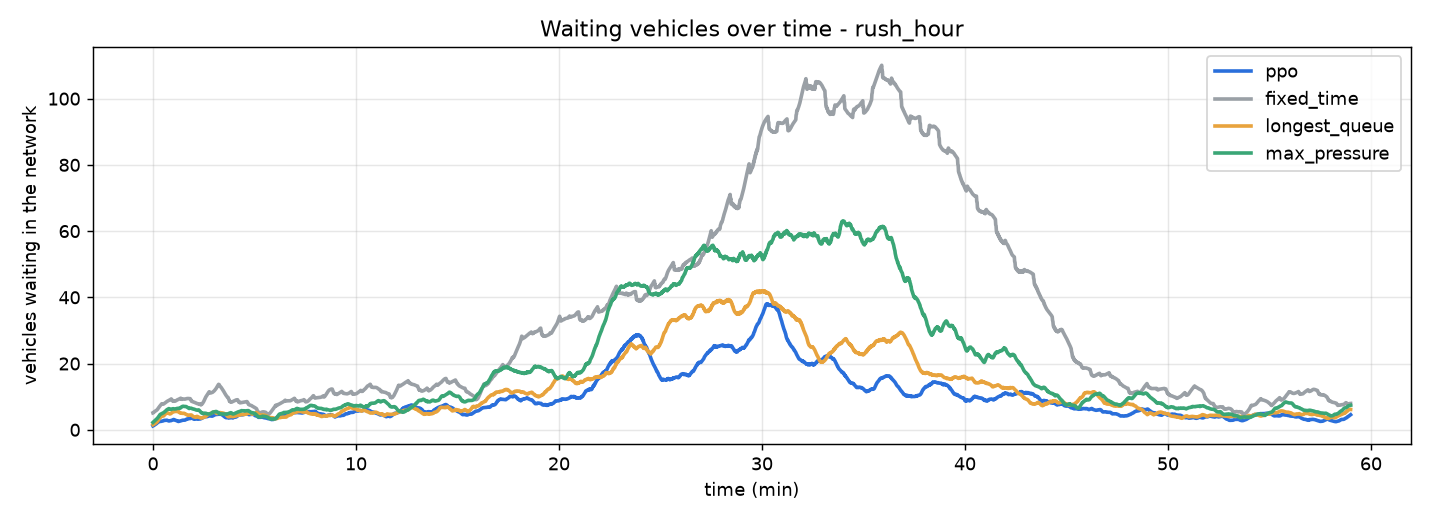 Waiting vehicles over time - rush_hour
vehicles waiting in the network
100
80
60
40
20
0
ppo
fixed_time
longest_queue
max_pressure
0 10 20 30 40 50 60
time (min)